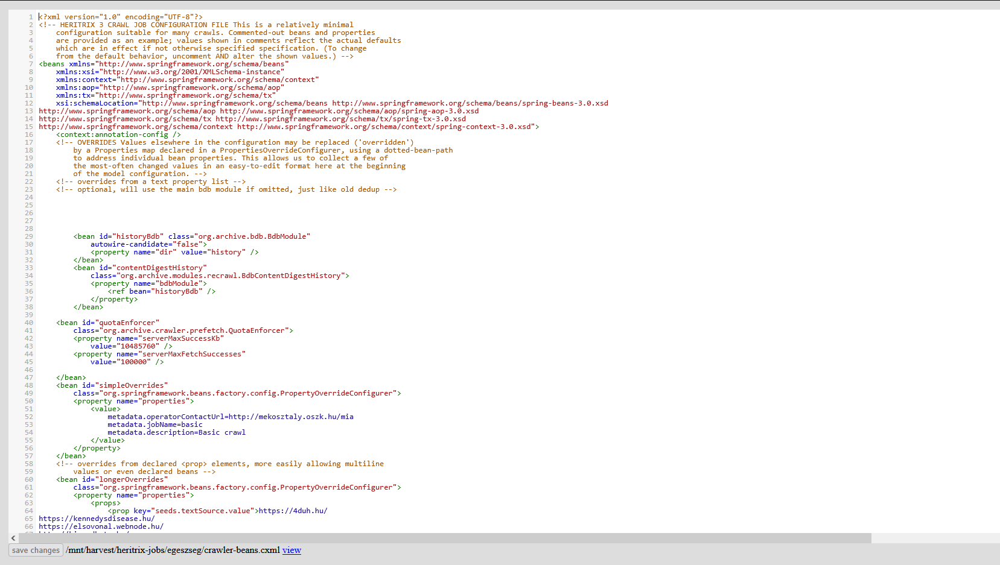 1 <?xml version="1.0" encoding="UTF-8"?>
2 <!-- HERITRIX 3 CRAWL JOB CONFIGURATION FILE This is a relatively minimal
3 configuration suitable for many crawls. Commented-out beans and properties
4 are provided as an example; values shown in comments reflect the actual defaults
5 which are in effect if not otherwise specified specification. (To change
6 from the default behavior, uncomment AND alter the shown values.) -->
7 <beans xmlns="http://www.springframework.org/schema/beans"
8 xmlns:xsi="http://www.w3.org/2001/XMLSchema-instance"
9 xmlns:context="http://www.springframework.org/schema/context"
10 xmlns:aop="http://www.springframework.org/schema/aop"
11 xmlns:tx="http://www.springframework.org/schema/tx"
12 xsi:schemaLocation="http://www.springframework.org/schema/beans http://www.springframework.org/schema/beans/spring-beans-3.0.xsd
13 http://www.springframework.org/schema/aop http://www.springframework.org/schema/aop/spring-aop-3.0.xsd
14 http://www.springframework.org/schema/tx http://www.springframework.org/schema/tx/spring-tx-3.0.xsd
15 http://www.springframework.org/schema/context http://www.springframework.org/schema/context/spring-context-3.0.xsd">
16 <context:annotation-config />
17 <!-- OVERRIDES Values elsewhere in the configuration may be replaced ('overridden')
18 by a Properties map declared in a PropertiesOverrideConfigurer, using a dotted-bean-path
19 to address individual bean properties. This allows us to collect a few of
20 the most-often changed values in an easy-to-edit format here at the beginning
21 of the model configuration. -->
22 <!-- overrides from a text property list -->
23 <!-- optional, will use the main bdb module if omitted, just like old dedup -->
24
25
26
27
28
29 <bean id="historyBdb" class="org.archive.bdb.BdbModule"
30 autowire-candidate="false">
31 <property name="dir" value="history" />
32 </bean>
33 <bean id="contentDigestHistory"
34 class="org.archive.modules.recrawl.BdbContentDigestHistory">
35 <property name="bdbModule">
36 <ref bean="historyBdb" />
37 </property>
38 </bean>
39
40 <bean id="quotaEnforcer"
41 class="org.archive.crawler.prefetch.QuotaEnforcer">
42 <property name="serverMaxSuccessKb"
43 value="10485760" />
44 <property name="serverMaxFetchSuccesses"
45 value="100000" />
46
47 </bean>
48 <bean id="simpleOverrides"
49 class="org.springframework.beans.factory.config.PropertyOverrideConfigurer">
50 <property name="properties">
51 <value>
52 metadata.operatorContactUrl=http://mekosztaly.oszk.hu/mia
53 metadata.jobName=basic
54 metadata.description=Basic crawl
55 </value>
56 </property>
57 </bean>
58 <!-- overrides from declared <prop> elements, more easily allowing multiline
59 values or even declared beans -->
60 <bean id="longerOverrides"
61 class="org.springframework.beans.factory.config.PropertyOverrideConfigurer">
62 <property name="properties">
63 <props>
64 <prop key="seeds.textSource.value">https://4duh.hu/
65 https://kennedysdisease.hu/
66 https://elsovonal.webnode.hu/
save changes /mnt/harvest/heritrix-jobs/egeszseg/crawler-beans.cxml view